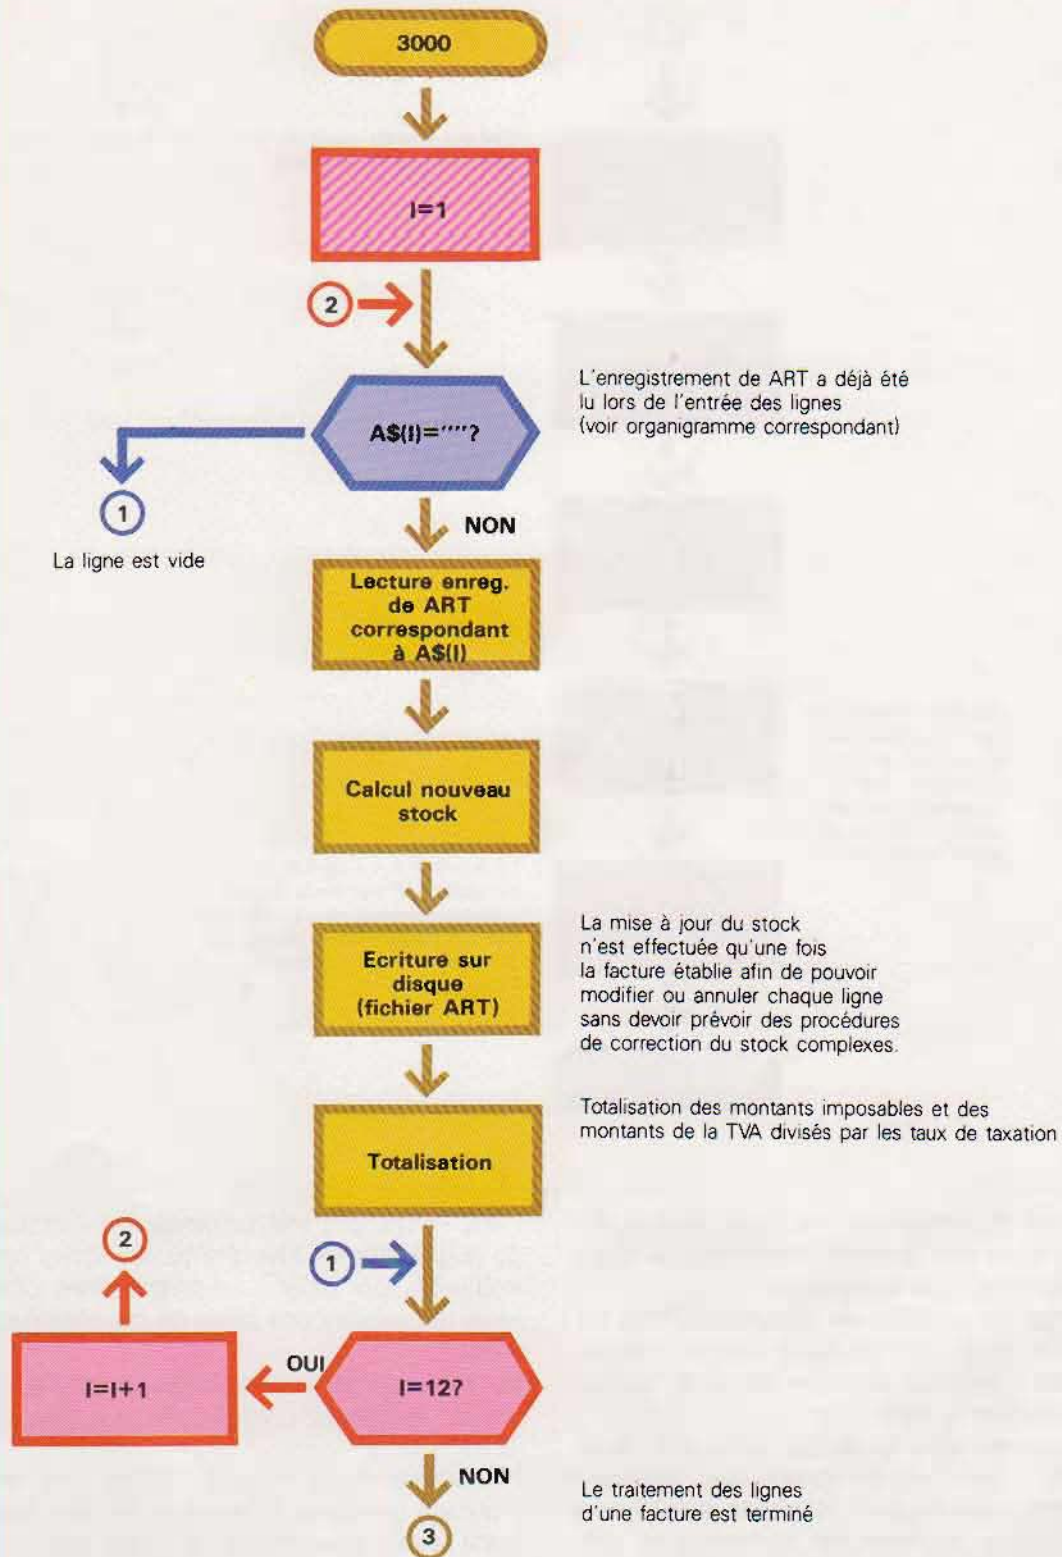 3000
I=1
2
L'enregistrement de ART a déjà été
lu lors de l'entrée des lignes
(voir organigramme correspondant)
A$(I)=""?
1
La ligne est vide
NON
Lecture enreg.
de ART
correspondant
à A$(I)
Calcul nouveau
stock
Ecriture sur
disque
(fichier ART)
La mise à jour du stock
n'est effectuée qu'une fois
la facture établie afin de pouvoir
modifier ou annuler chaque ligne
sans devoir prévoir des procédures
de correction du stock complexes.
Totalisation des montants imposables et des
montants de la TVA divisés par les taux de taxation
Totalisation
2
1
OUI
I=I+1
I=12?
NON
Le traitement des lignes
d'une facture est terminé
3